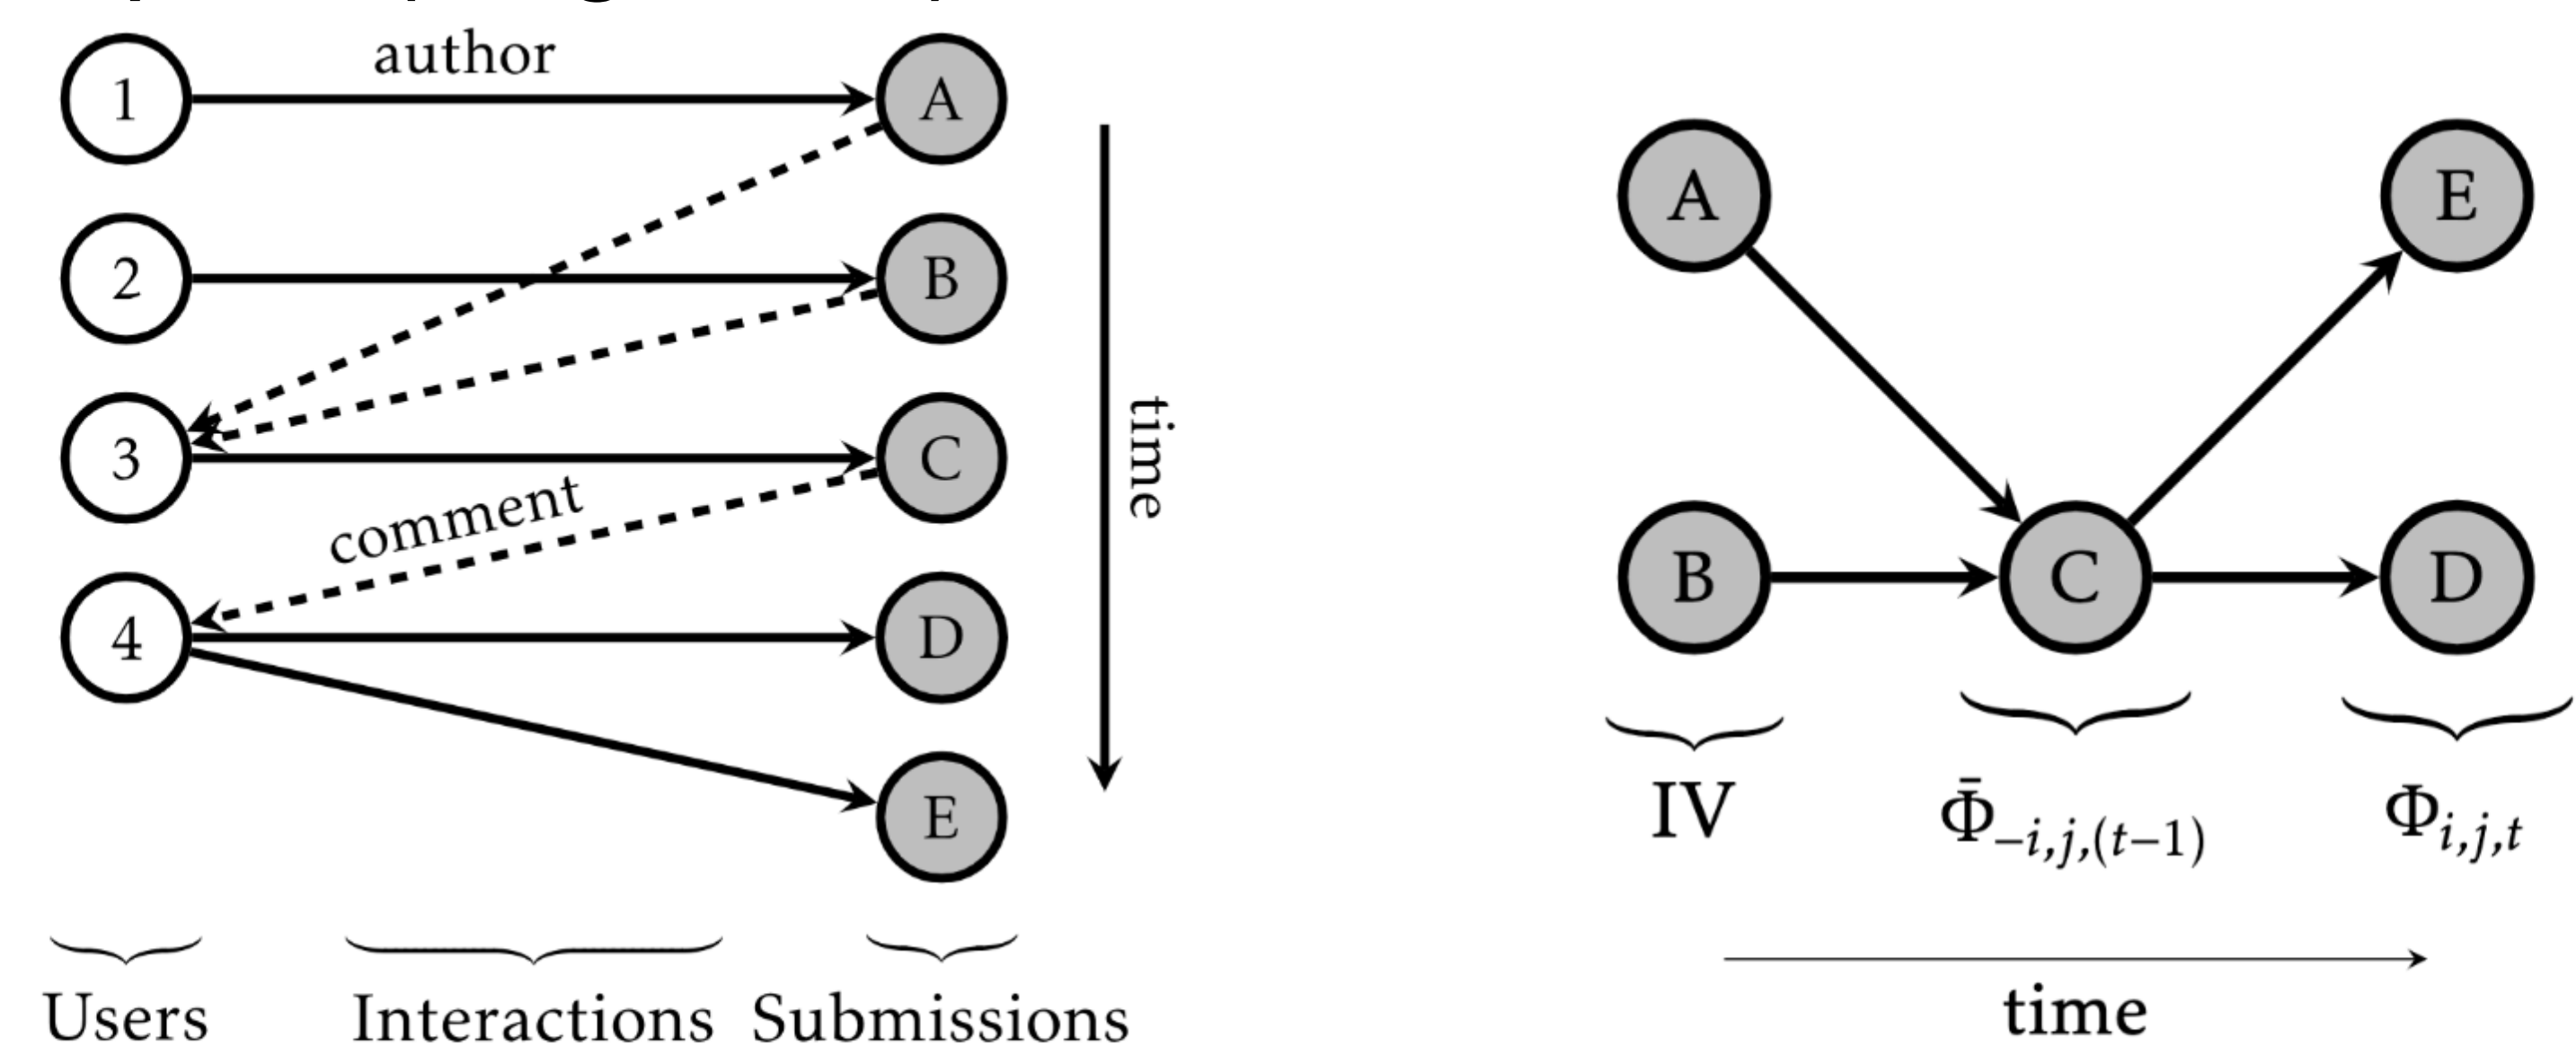 author
1
A
2
B
3
C
comment
4
D
E
time
Users
Interactions
Submissions
A
E
B
C
D
IV
Φ̄₋ᵢ,ⱼ,₍ₜ₋₁₎
Φᵢ,ⱼ,ₜ
time